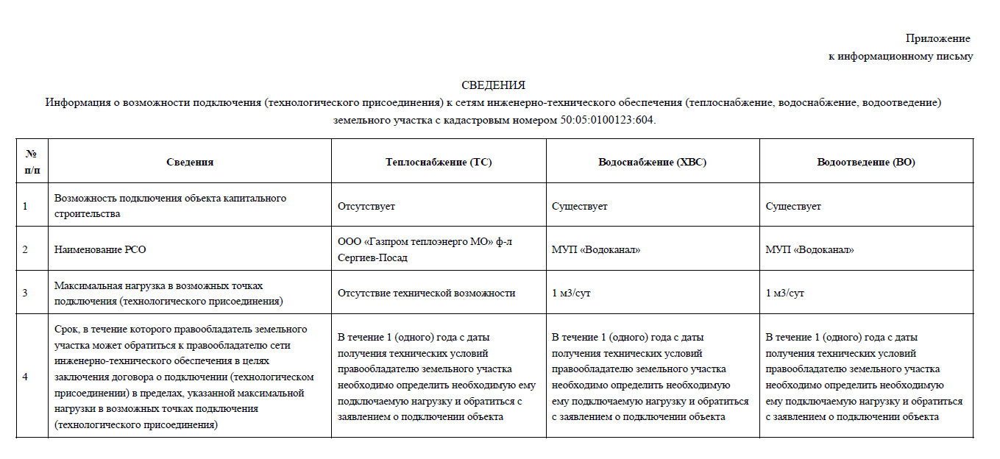 Приложение
к информационному письму
СВЕДЕНИЯ
Информация о возможности подключения (технологического присоединения) к сетям инженерно-технического обеспечения (теплоснабжение, водоснабжение, водоотведение)
земельного участка с кадастровым номером 50:05:0100123:604.
№
п/п
Сведения
Теплоснабжение (ТС)
Водоснабжение (ХВС)
Водоотведение (ВО)
1
Возможность подключения объекта капитального
строительства
Отсутствует
Существует
Существует
2
Наименование РСО
ООО «Газпром теплоэнерго МО» ф-л
Сергиев-Посад
МУП «Водоканал»
МУП «Водоканал»
3
Максимальная нагрузка в возможных точках
подключения (технологического присоединения)
Отсутствие технической возможности
1 м3/сут
1 м3/сут
4
Срок, в течение которого правообладатель земельного
участка может обратиться к правообладателю сети
инженерно-технического обеспечения в целях
заключения договора о подключении (технологическом
присоединении) в пределах, указанной максимальной
нагрузки в возможных точках подключения
(технологического присоединения)
В течение 1 (одного) года с даты
получения технических условий
правообладателю земельного участка
необходимо определить необходимую ему
подключаемую нагрузку и обратиться с
заявлением о подключении объекта
В течение 1 (одного) года с даты
получения технических условий
правообладателю земельного участка
необходимо определить необходимую
ему подключаемую нагрузку и обратиться
с заявлением о подключении объекта
В течение 1 (одного) года с даты
получения технических условий
правообладателю земельного участка
необходимо определить необходимую
ему подключаемую нагрузку и обратиться
с заявлением о подключении объекта